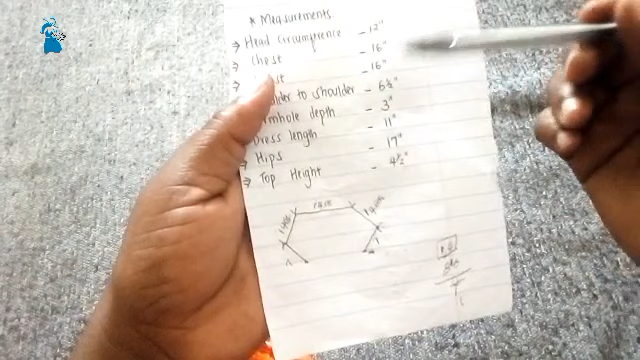 * Measurements.
→ Head Circumference - 12"
→ Chest - 16"
→ - 16"
shoulder to shoulder - 6½"
Armhole depth - 3"
Dress length - 11"
→ Hips - 17"
→ Top Height - 4½"